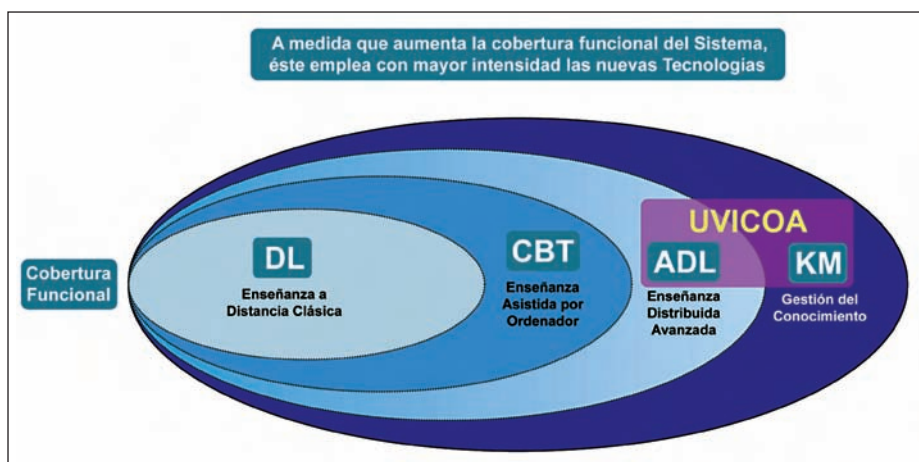 A medida que aumenta la cobertura funcional del Sistema,
éste emplea con mayor intensidad las nuevas Tecnologías
UVICOA
Cobertura
Funcional
DL
Enseñanza a
Distancia Clásica
CBT
Enseñanza
Asistida por
Ordenador
ADL
Enseñanza
Distribuida
Avanzada
KM
Gestión del
Conocimiento